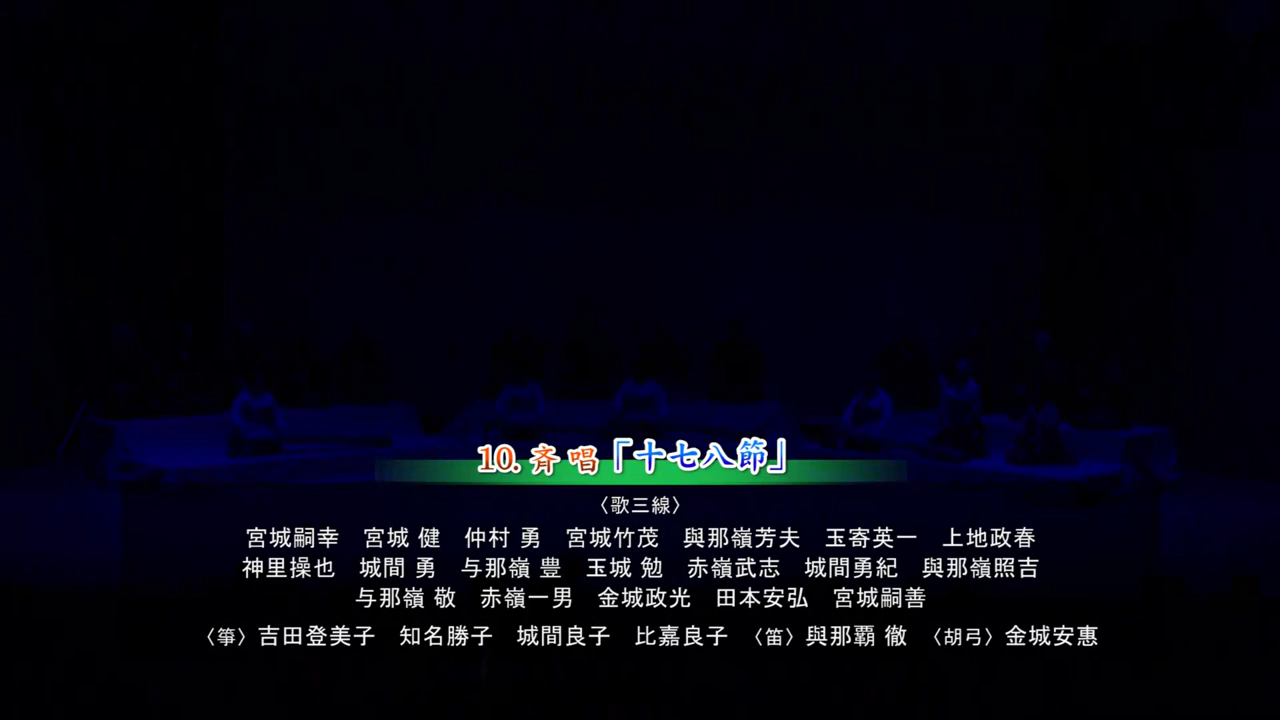 10. 斉唱「十七八節」
〈歌三線〉
宮城嗣幸　宮城 健　仲村 勇　宮城竹茂　與那嶺芳夫　玉寄英一　上地政春
神里操也　城間 勇　与那嶺 豊　玉城 勉　赤嶺武志　城間勇紀　與那嶺照吉
与那嶺 敬　赤嶺一男　金城政光　田本安弘　宮城嗣善
〈箏〉吉田登美子　知名勝子　城間良子　比嘉良子　〈笛〉與那覇 徹　〈胡弓〉金城安惠